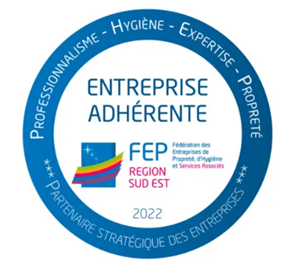 PROFESSIONNALISME - HYGIÈNE - EXPERTISE - PROPRETÉ
ENTREPRISE
ADHÉRENTE
FEP
REGION
SUD EST
Fédération des
Entreprises de
Propreté, d'Hygiène
et Services Associés
2022
*** PARTENAIRE STRATÉGIQUE DES ENTREPRISES ***